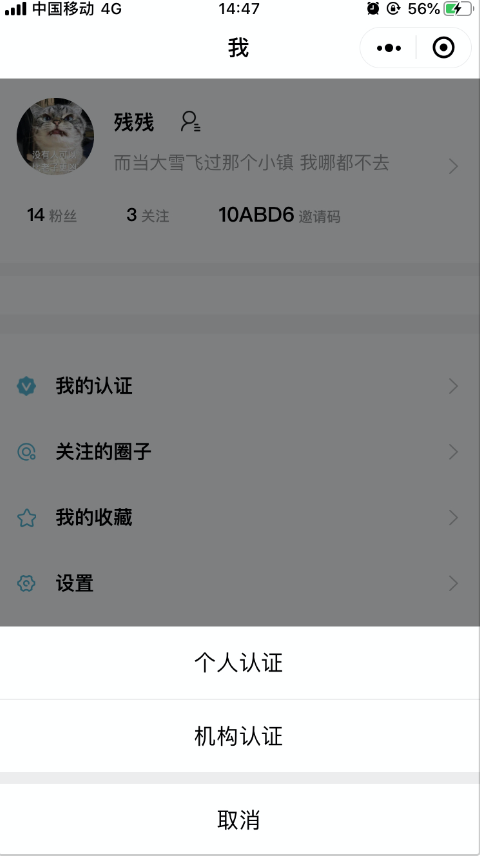 中国移动 4G 14:47 56%
我
残残
而当大雪飞过那个小镇 我哪都不去
14 粉丝 3 关注 10ABD6 邀请码
我的认证
关注的圈子
我的收藏
设置
个人认证
机构认证
取消